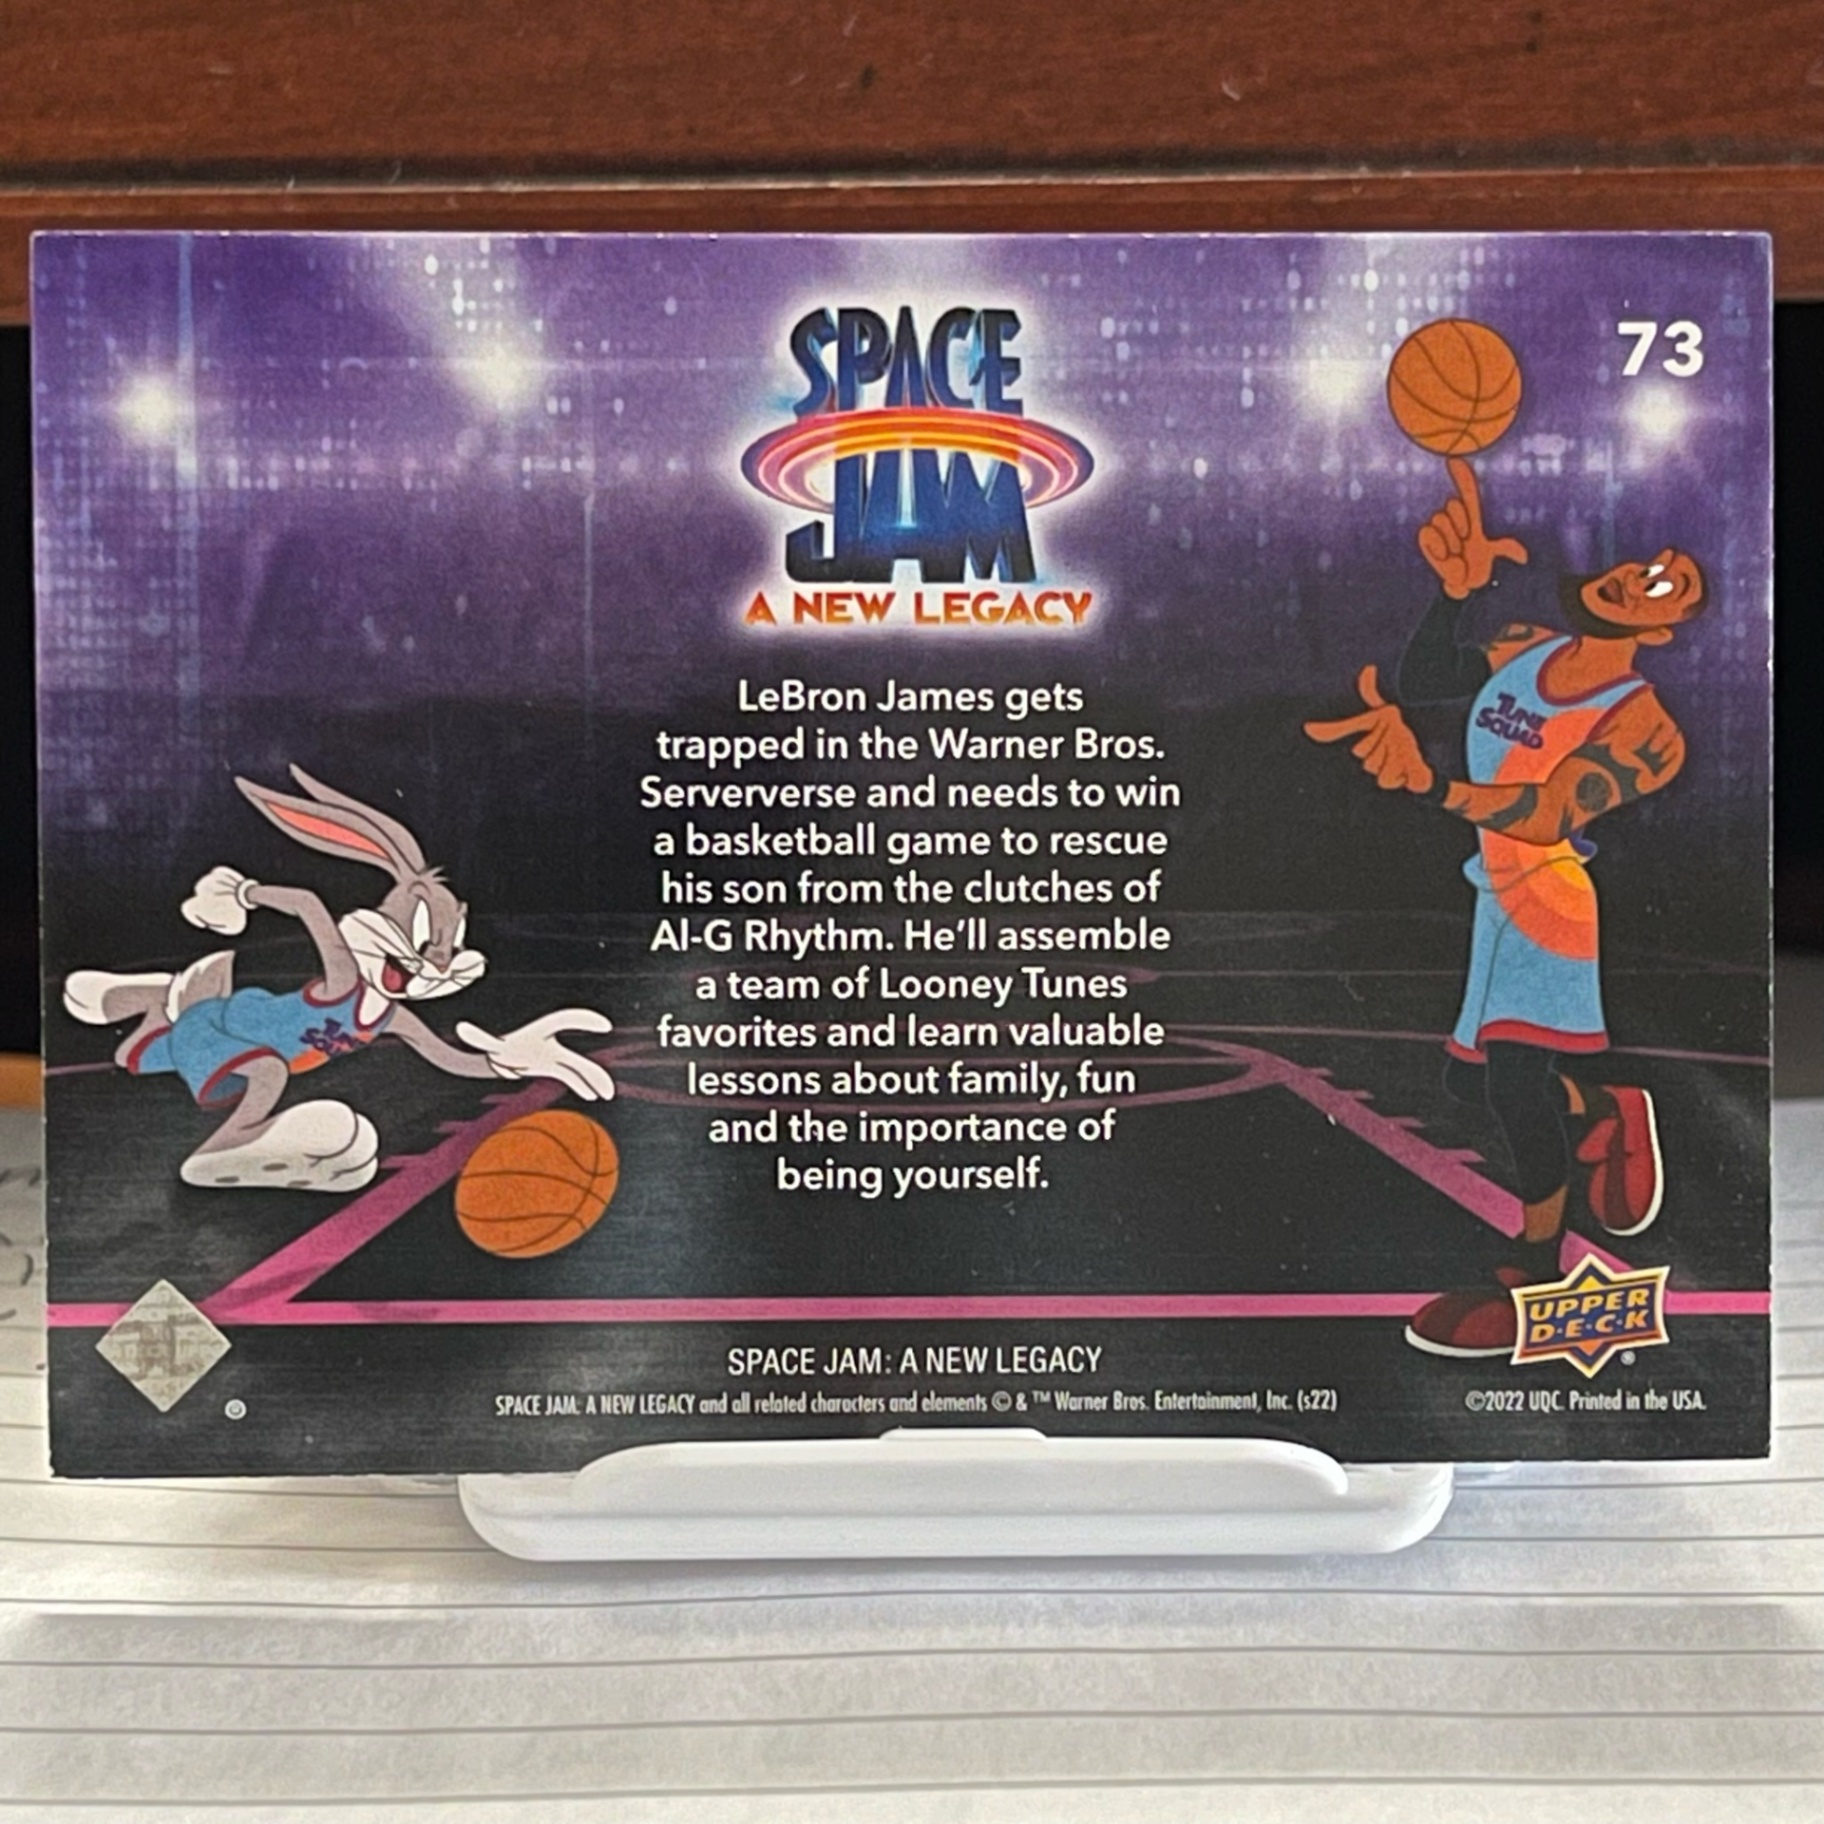 73
SPACE
JAM
A NEW LEGACY
LeBron James gets
trapped in the Warner Bros.
Serververse and needs to win
a basketball game to rescue
his son from the clutches of
Al-G Rhythm. He'll assemble
a team of Looney Tunes
favorites and learn valuable
lessons about family, fun
and the importance of
being yourself.
TUNE
SQUAD
UPPER
D·E·C·K
®
SPACE JAM: A NEW LEGACY
SPACE JAM: A NEW LEGACY and all related characters and elements © & ™ Warner Bros. Entertainment, Inc. (s22)
©2022 UDC. Printed in the USA.